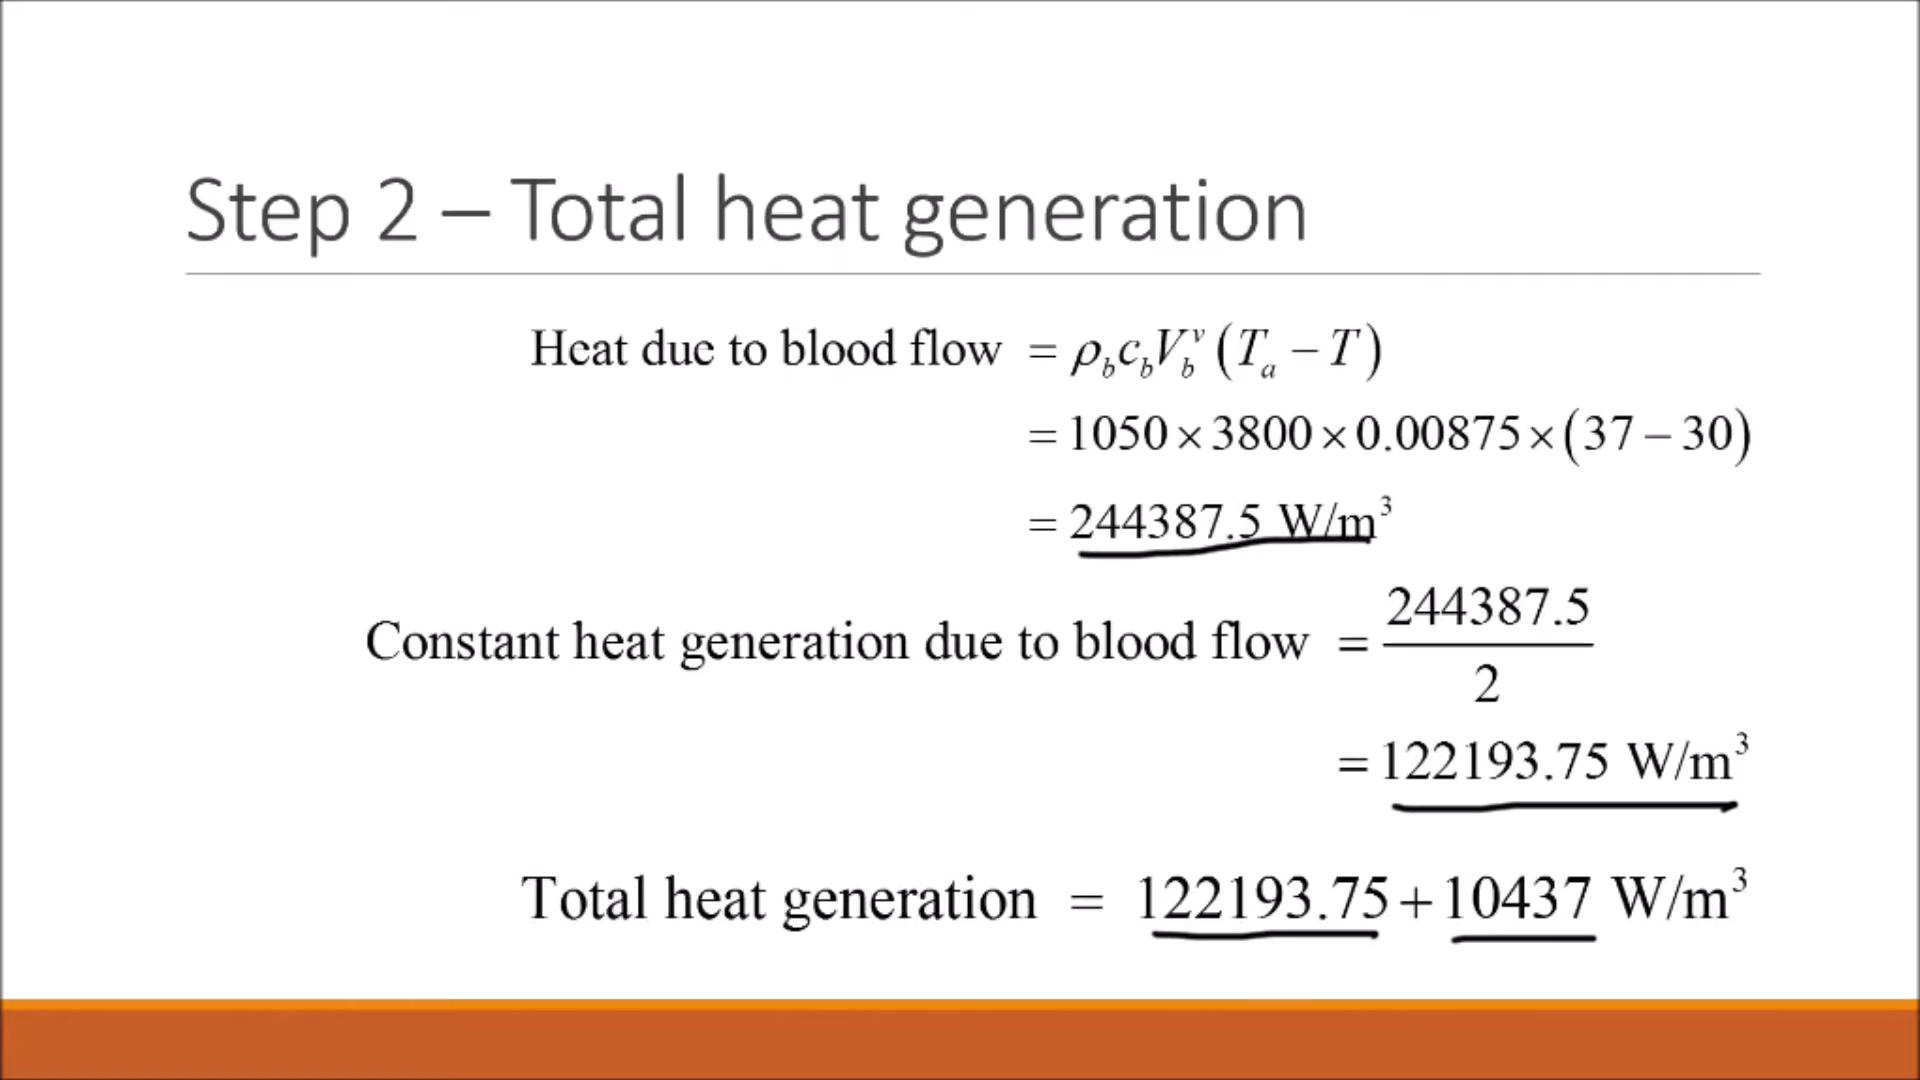 Step 2 – Total heat generation
Heat due to blood flow = ρ_b c_b V_b^v (T_a − T)
= 1050 × 3800 × 0.00875 × (37 − 30)
= 244387.5 W/m³
Constant heat generation due to blood flow = 244387.5 / 2
= 122193.75 W/m³
Total heat generation = 122193.75 + 10437 W/m³